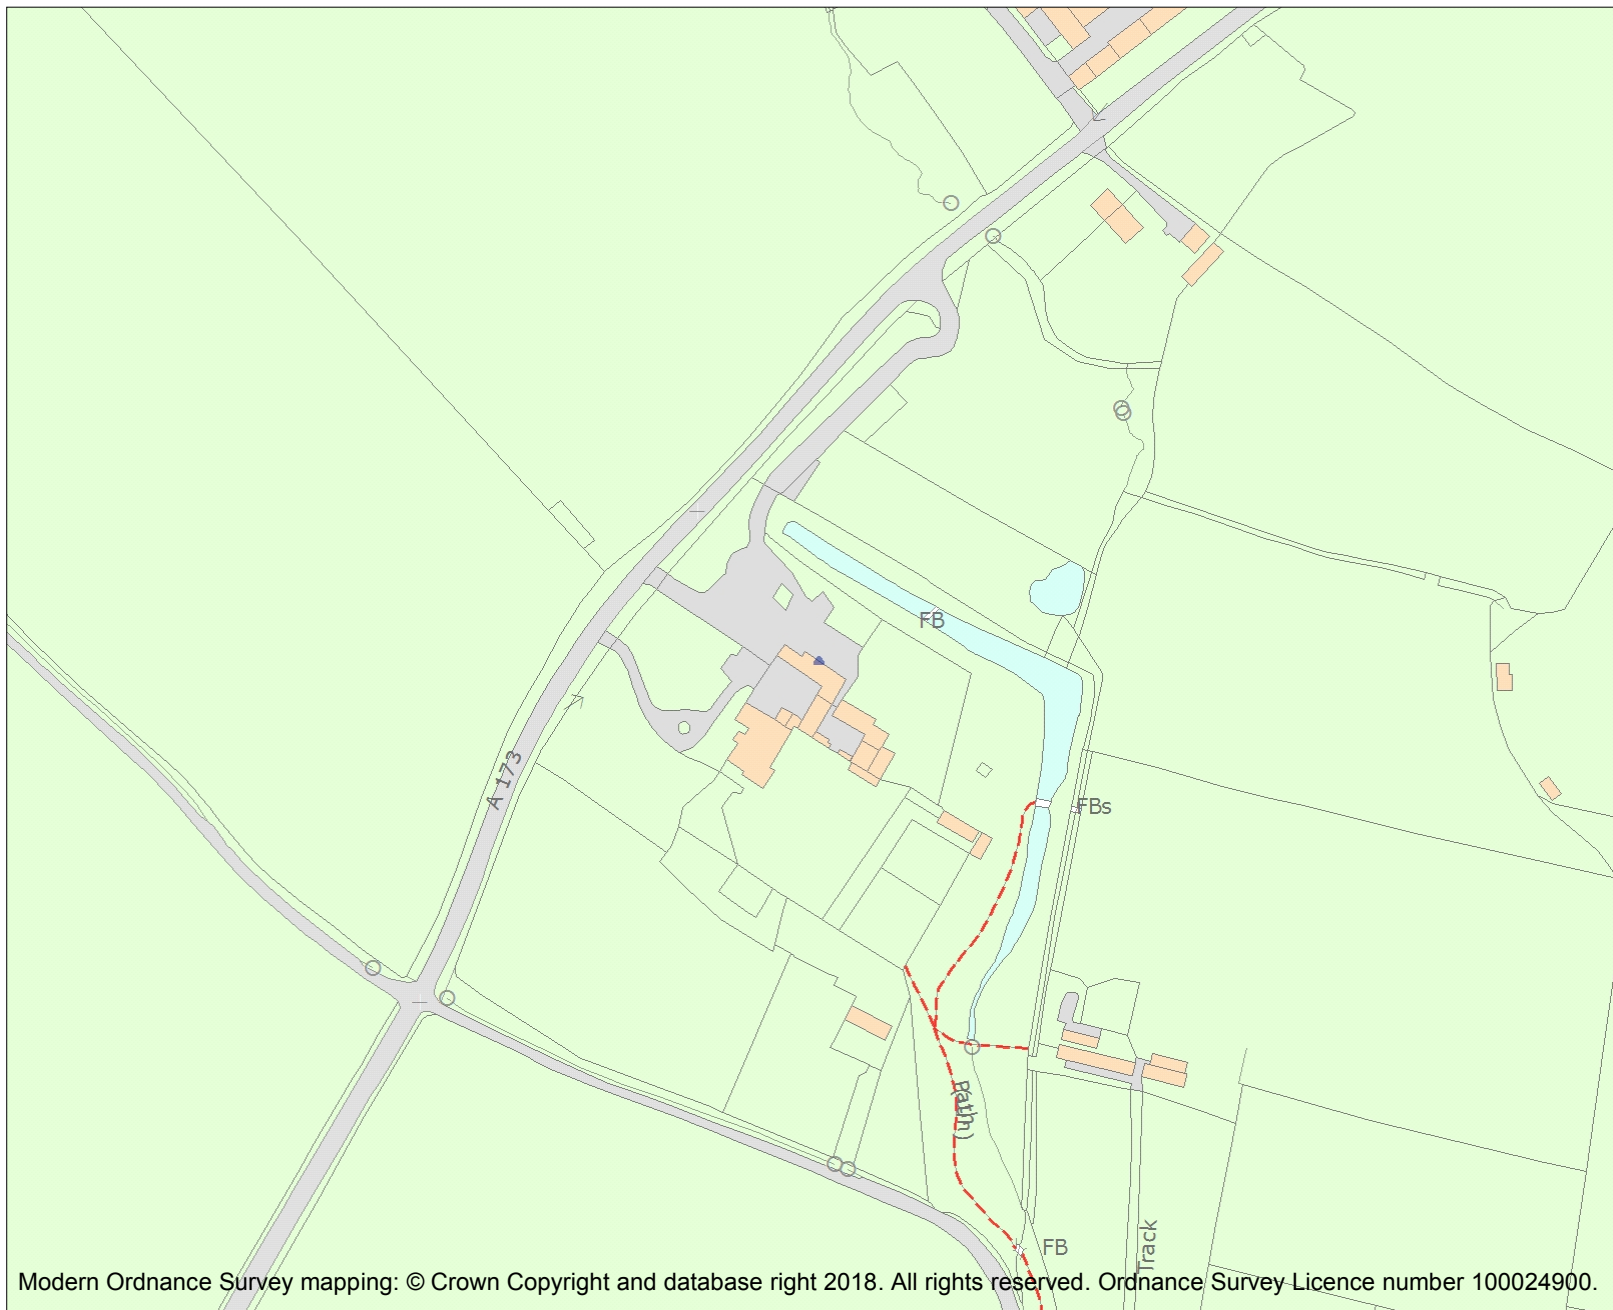 FB
A 173
FBs
(Path)
FB
Track
Modern Ordnance Survey mapping: © Crown Copyright and database right 2018. All rights reserved. Ordnance Survey Licence number 100024900.